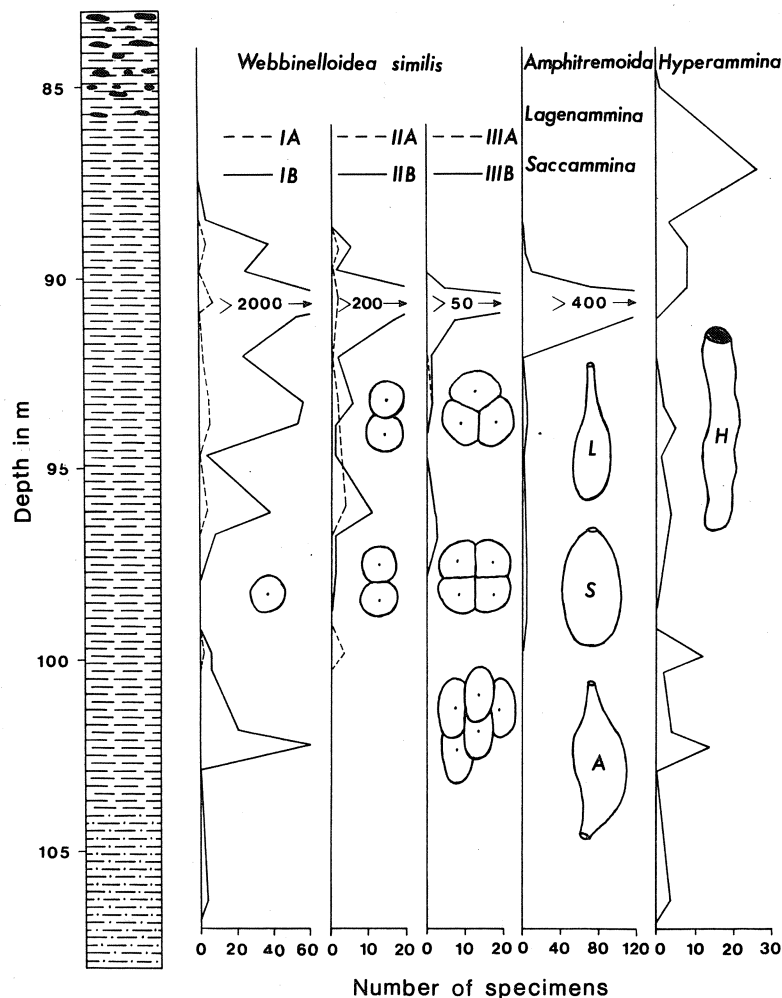 Webbinelloidea similis
Amphitremoida
Hyperammina
Lagenammina
Saccammina
IA
IB
IIA
IIB
IIIA
IIIB
85
90
95
100
105
Depth in m
>2000
>200
>50
>400
L
S
A
H
0 20 40 60
0 10 20
0 10 20
0 40 80 120
0 10 20 30
Number of specimens